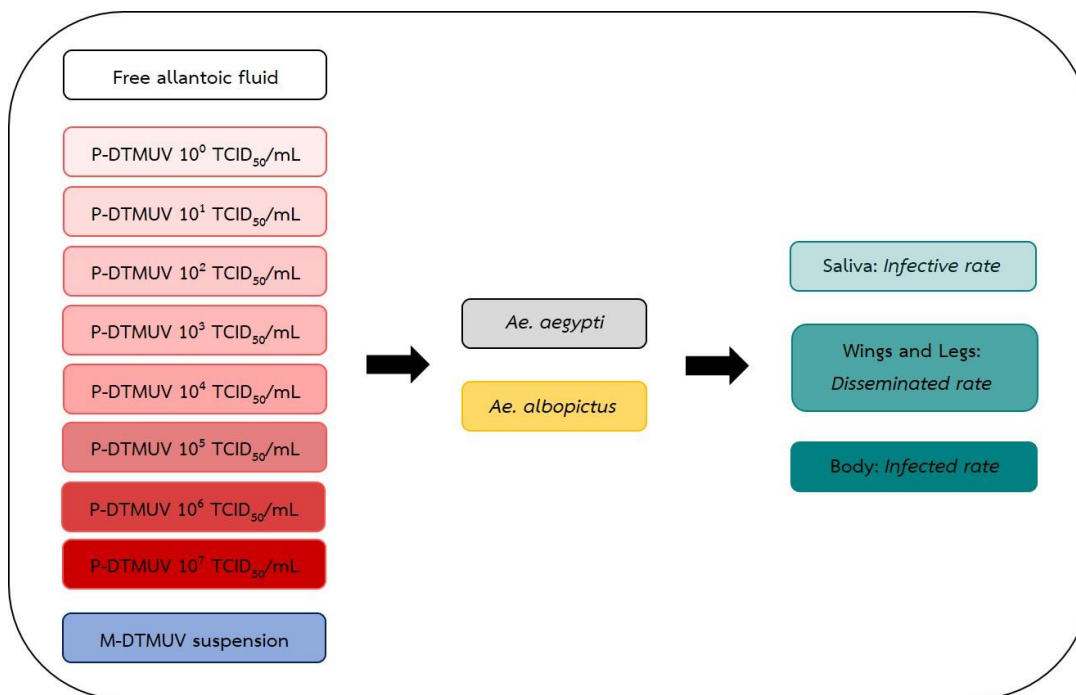 Free allantoic fluid
P-DTMUV 10⁰ TCID₅₀/mL
P-DTMUV 10¹ TCID₅₀/mL
P-DTMUV 10² TCID₅₀/mL
P-DTMUV 10³ TCID₅₀/mL
P-DTMUV 10⁴ TCID₅₀/mL
P-DTMUV 10⁵ TCID₅₀/mL
P-DTMUV 10⁶ TCID₅₀/mL
P-DTMUV 10⁷ TCID₅₀/mL
M-DTMUV suspension
Ae. aegypti
Ae. albopictus
Saliva: Infective rate
Wings and Legs:
Disseminated rate
Body: Infected rate